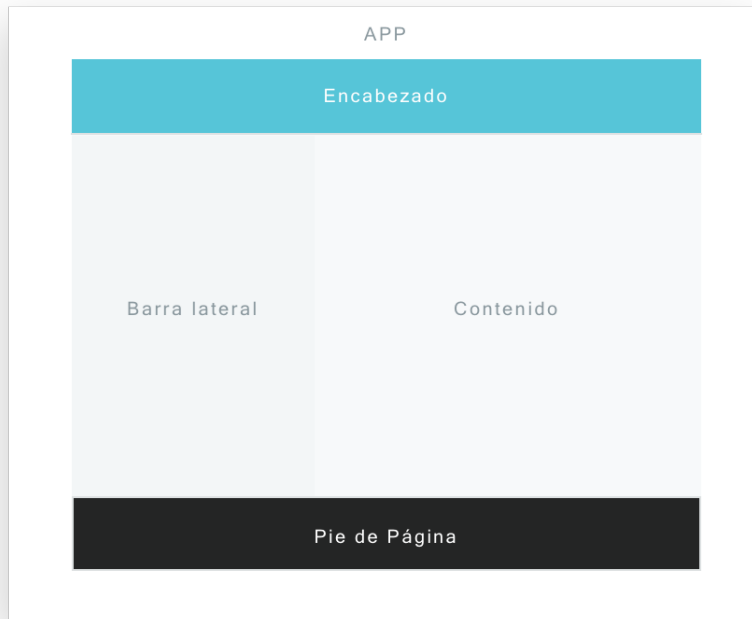 APP
Encabezado
Barra lateral
Contenido
Pie de Página